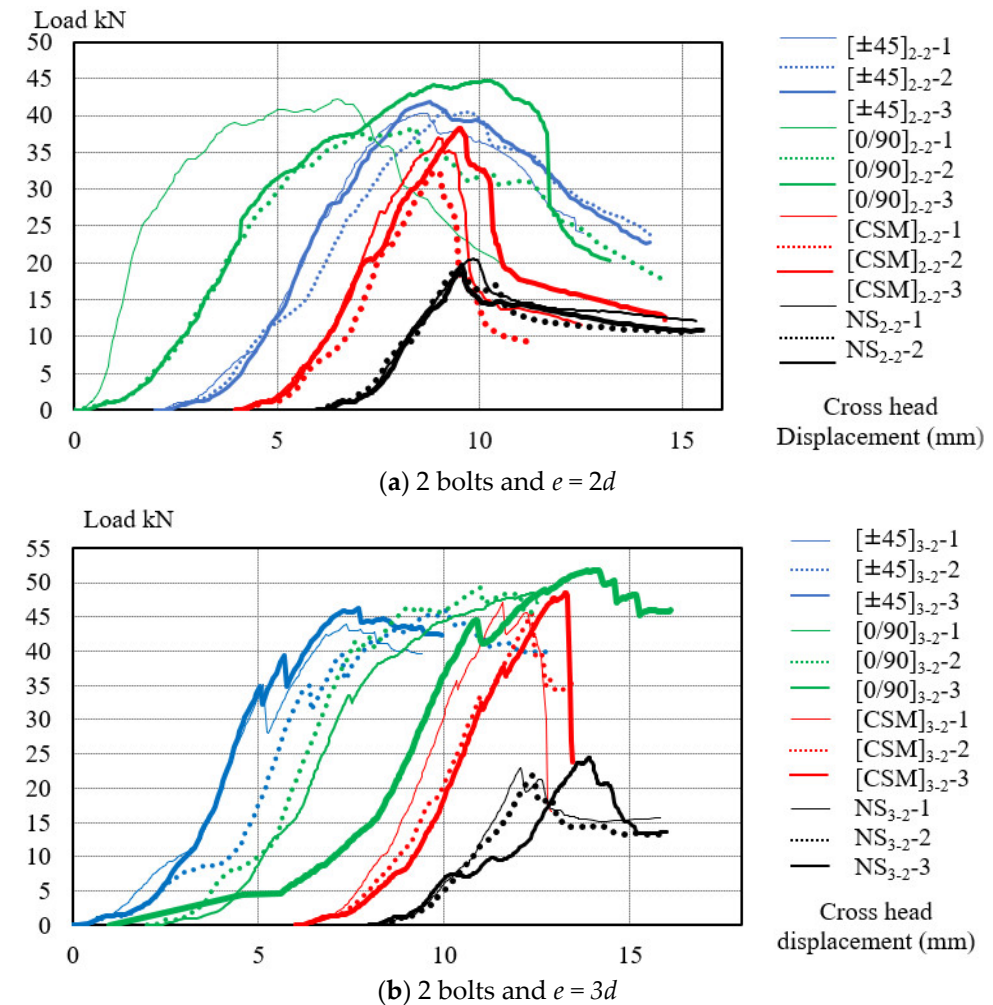 Load kN
50
45
40
35
30
25
20
15
10
5
0
0 5 10 15
[±45]2-2-1
[±45]2-2-2
[±45]2-2-3
[0/90]2-2-1
[0/90]2-2-2
[0/90]2-2-3
[CSM]2-2-1
[CSM]2-2-2
[CSM]2-2-3
NS2-2-1
NS2-2-2
Cross head
Displacement (mm)
(a) 2 bolts and e = 2d
Load kN
55
50
45
40
35
30
25
20
15
10
5
0
0 5 10 15
[±45]3-2-1
[±45]3-2-2
[±45]3-2-3
[0/90]3-2-1
[0/90]3-2-2
[0/90]3-2-3
[CSM]3-2-1
[CSM]3-2-2
[CSM]3-2-3
NS3-2-1
NS3-2-2
NS3-2-3
Cross head
displacement (mm)
(b) 2 bolts and e = 3d